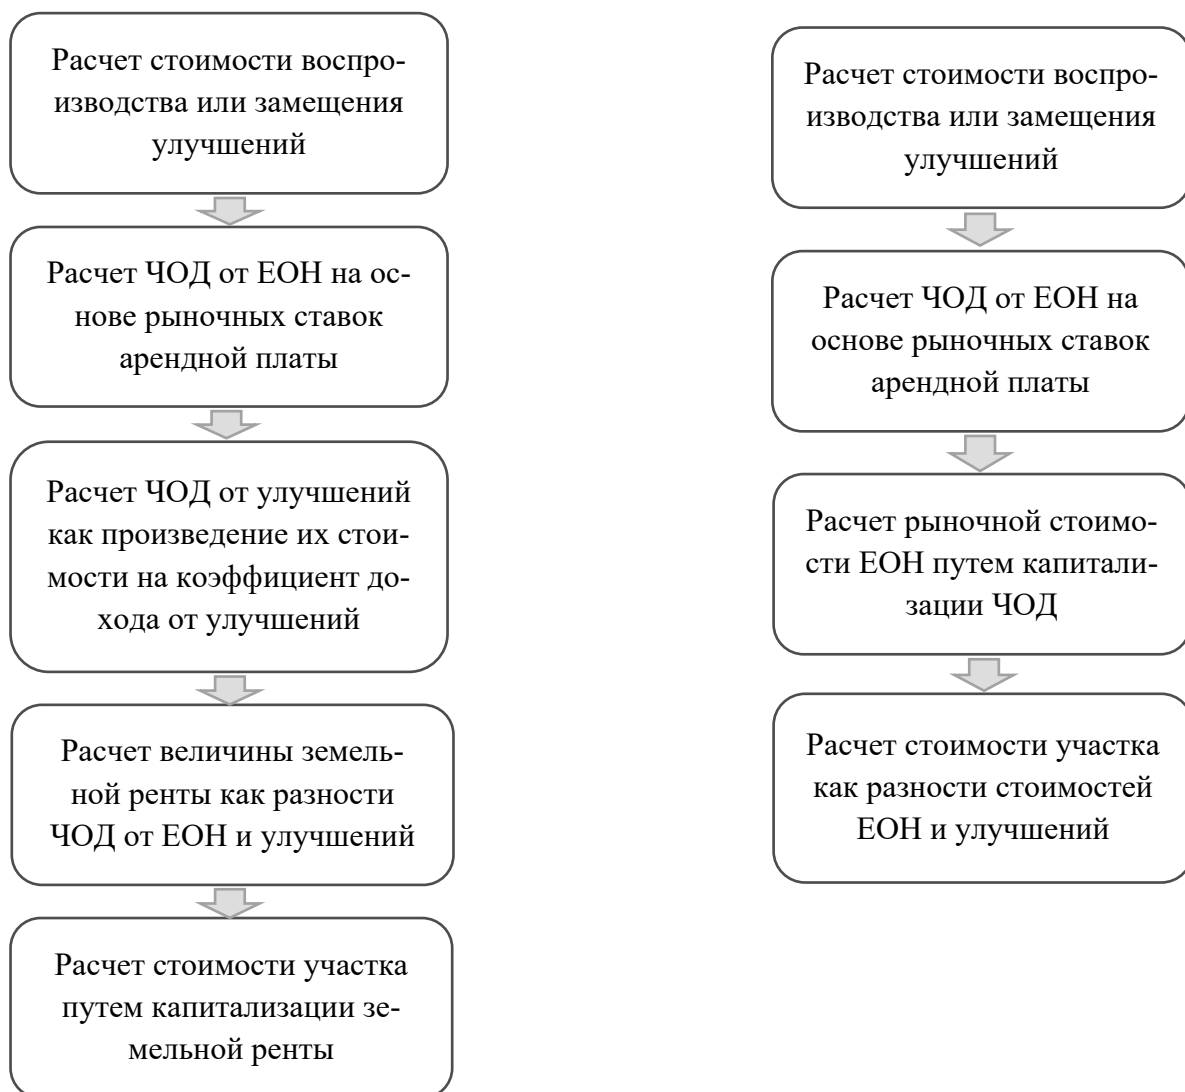 Расчет стоимости воспро-
изводства или замещения
улучшений
Расчет ЧОД от ЕОН на ос-
нове рыночных ставок
арендной платы
Расчет ЧОД от улучшений
как произведение их стои-
мости на коэффициент до-
хода от улучшений
Расчет величины земель-
ной ренты как разности
ЧОД от ЕОН и улучшений
Расчет стоимости участка
путем капитализации зе-
мельной ренты
Расчет стоимости воспро-
изводства или замещения
улучшений
Расчет ЧОД от ЕОН на
основе рыночных ставок
арендной платы
Расчет рыночной стоимо-
сти ЕОН путем капитали-
зации ЧОД
Расчет стоимости участка
как разности стоимостей
ЕОН и улучшений